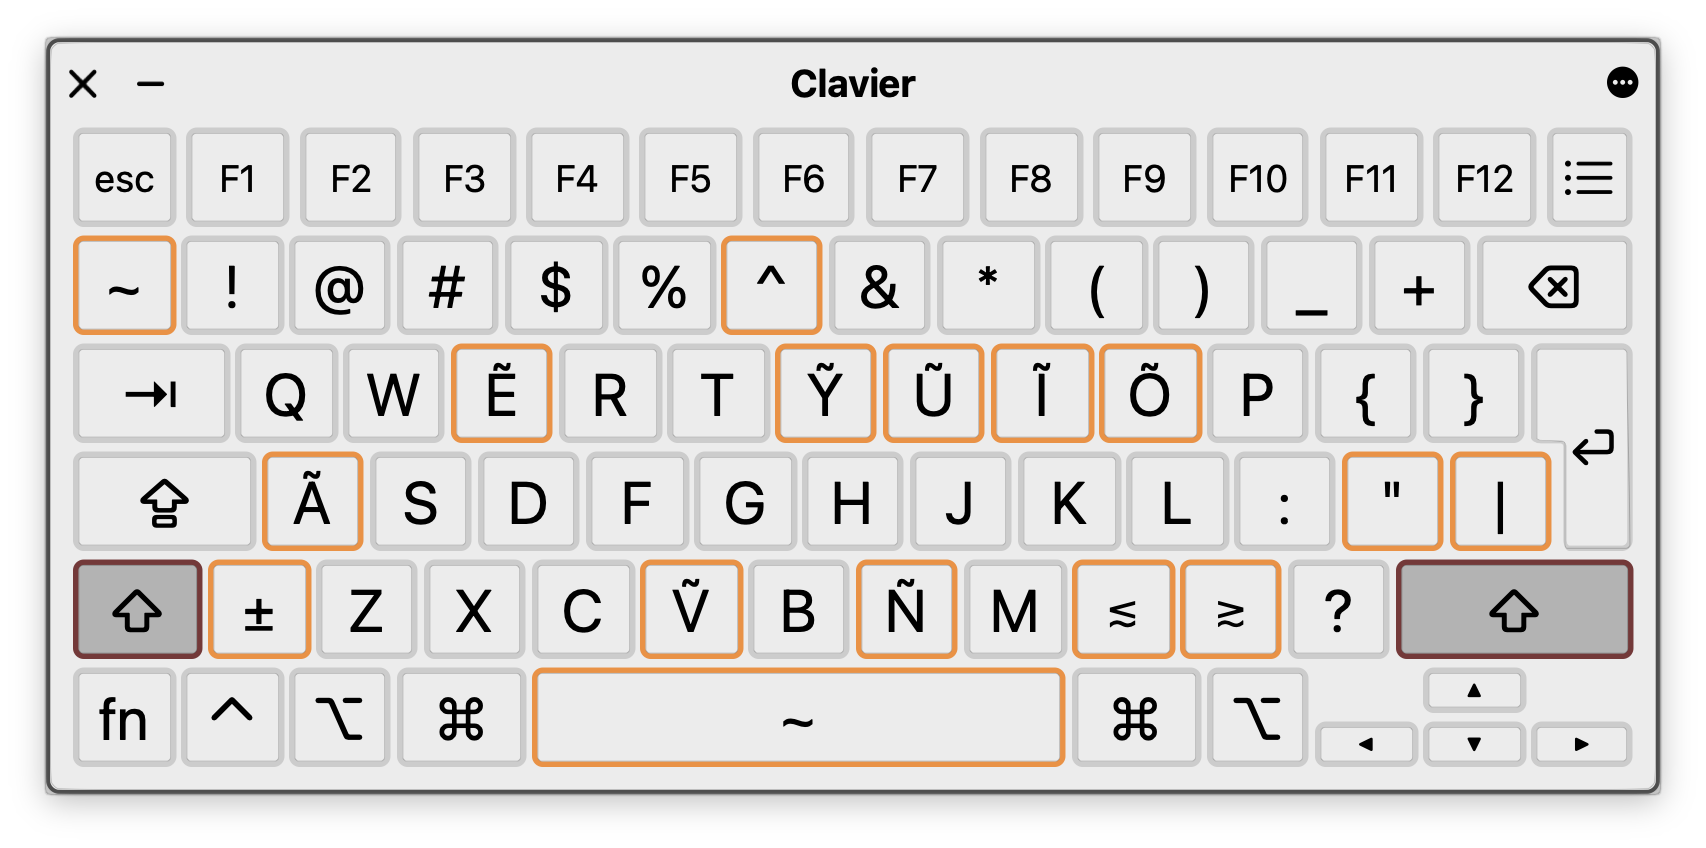 Clavier
esc F1 F2 F3 F4 F5 F6 F7 F8 F9 F10 F11 F12
~ ! @ # $ % ^ & * ( ) _ +
Q W Ẽ R T Ỹ Ũ Ĩ Õ P { }
Ã S D F G H J K L : " |
± Z X C Ṽ B Ñ M ≲ ≳ ?
fn ^ ⌥ ⌘ ~ ⌘ ⌥